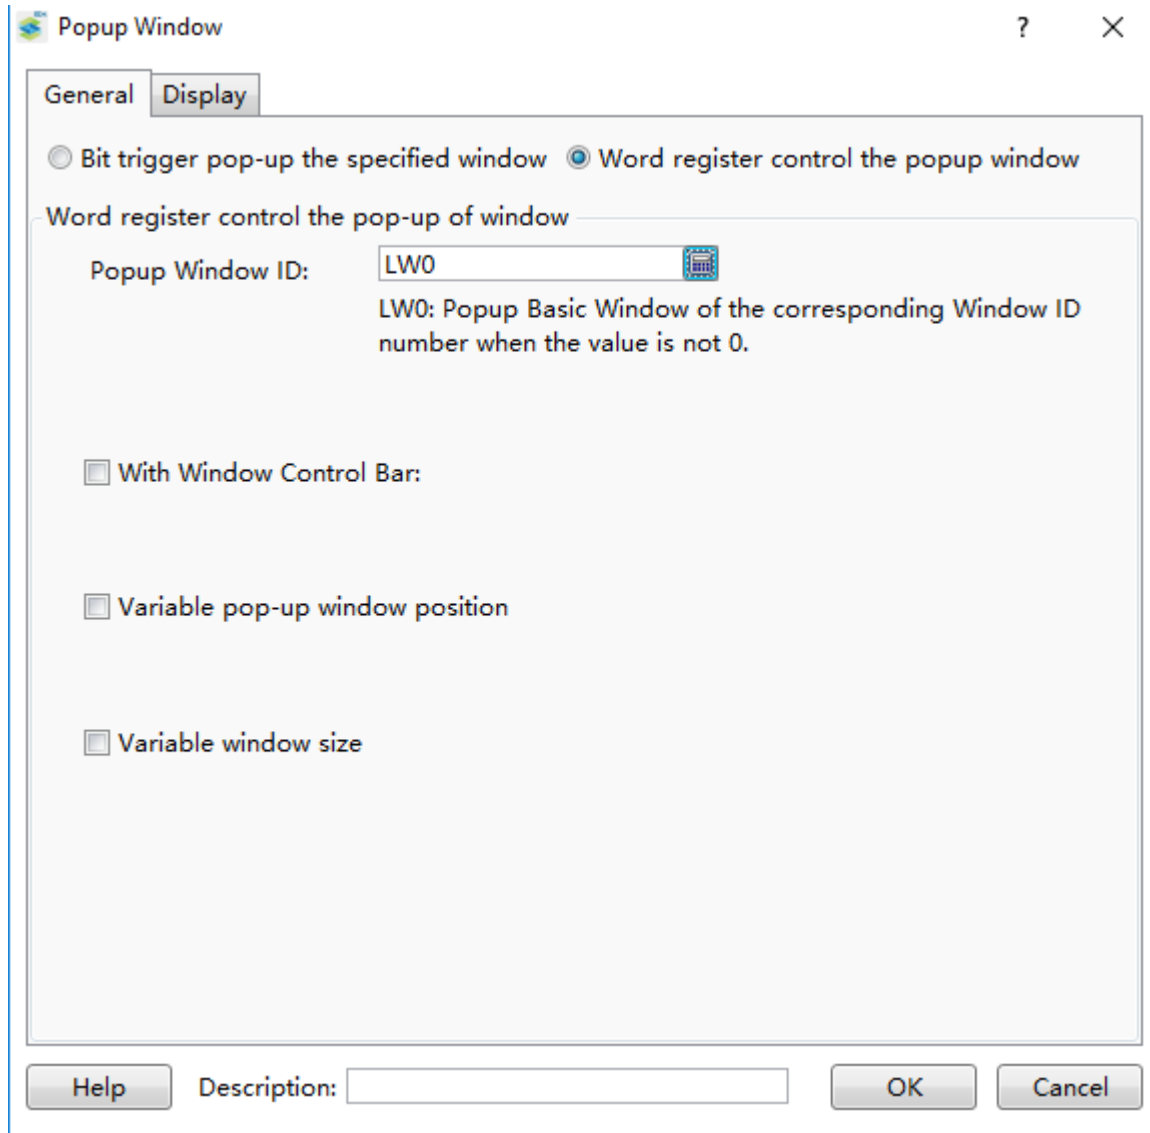 Popup Window
General
Display
Bit trigger pop-up the specified window
Word register control the popup window
Word register control the pop-up of window
Popup Window ID:
LW0
LW0: Popup Basic Window of the corresponding Window ID
number when the value is not 0.
With Window Control Bar:
Variable pop-up window position
Variable window size
Help
Description:
OK
Cancel